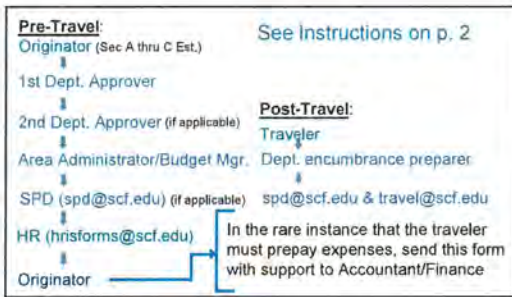 Pre-Travel:
Originator (Sec A thru C Est.)
1st Dept. Approver
2nd Dept. Approver (if applicable)
Area Administrator/Budget Mgr.
SPD (spd@scf.edu) (if applicable)
HR (hrisforms@scf.edu)
Originator
See Instructions on p. 2
Post-Travel:
Traveler
Dept. encumbrance preparer
spd@scf.edu & travel@scf.edu
In the rare instance that the traveler
must prepay expenses, send this form
with support to Accountant/Finance